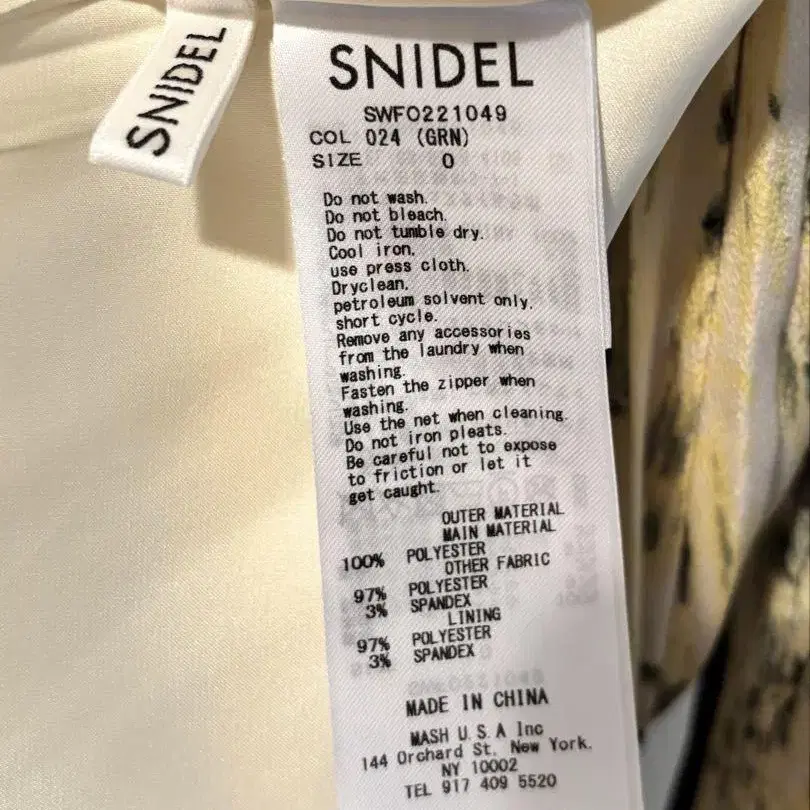 SNIDEL
SNIDEL
SWFO221049
COL 024 (GRN)
SIZE 0
Do not wash.
Do not bleach.
Do not tumble dry.
Cool iron,
use press cloth.
Dryclean.
petroleum solvent only.
short cycle.
Remove any accessories
from the laundry when
washing.
Fasten the zipper when
washing.
Use the net when cleaning.
Do not iron pleats.
Be careful not to expose
to friction or let it
get caught.
OUTER MATERIAL
MAIN MATERIAL
100% POLYESTER
OTHER FABRIC
97% POLYESTER
3% SPANDEX
LINING
97% POLYESTER
3% SPANDEX
MADE IN CHINA
MASH U.S.A Inc
144 Orchard St. New York.
NY 10002
TEL 917 409 5520